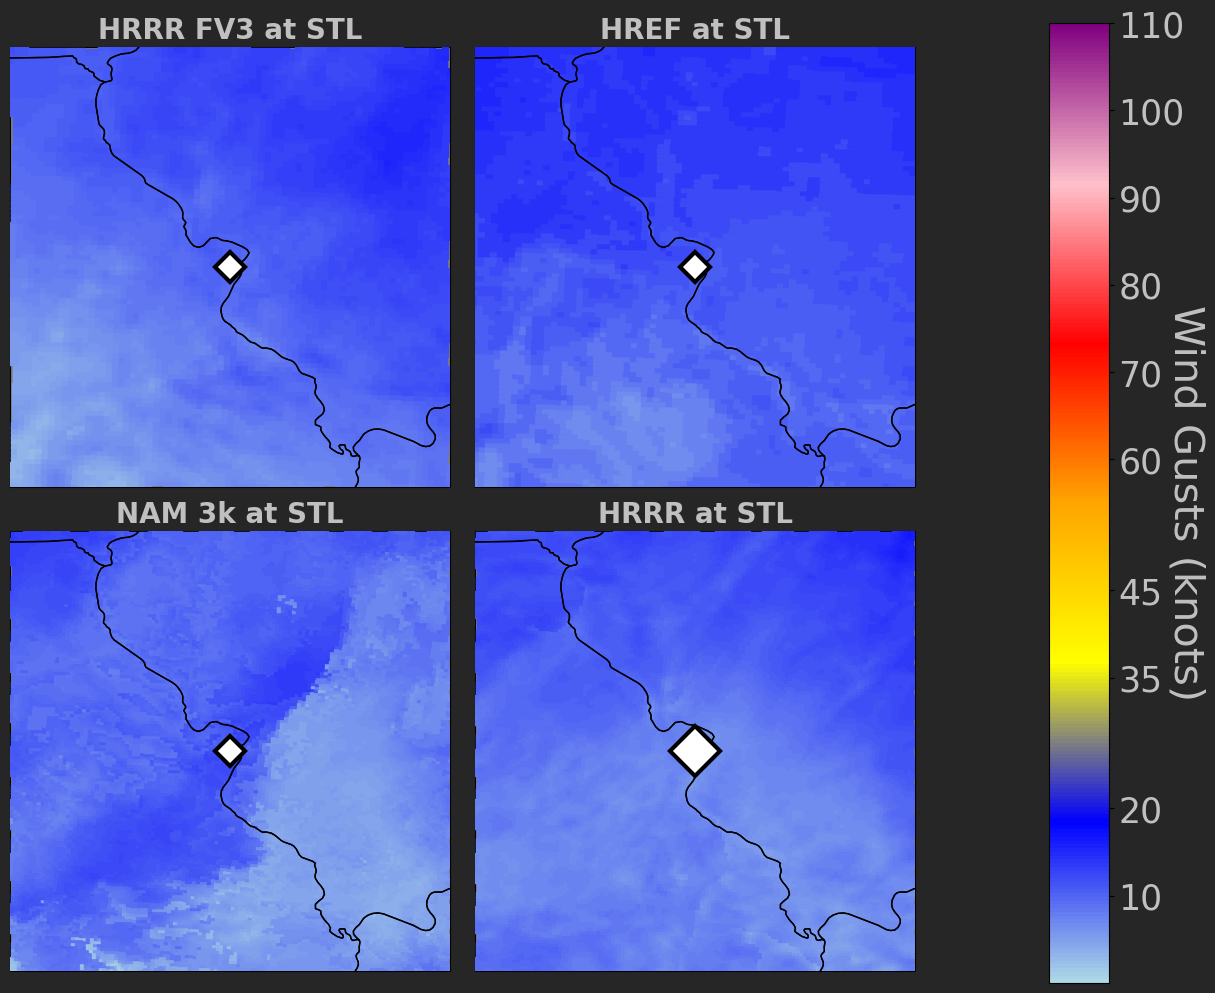 HRRR FV3 at STL
HREF at STL
NAM 3k at STL
HRRR at STL
110
100
90
80
70
60
45
35
20
10
Wind Gusts (knots)